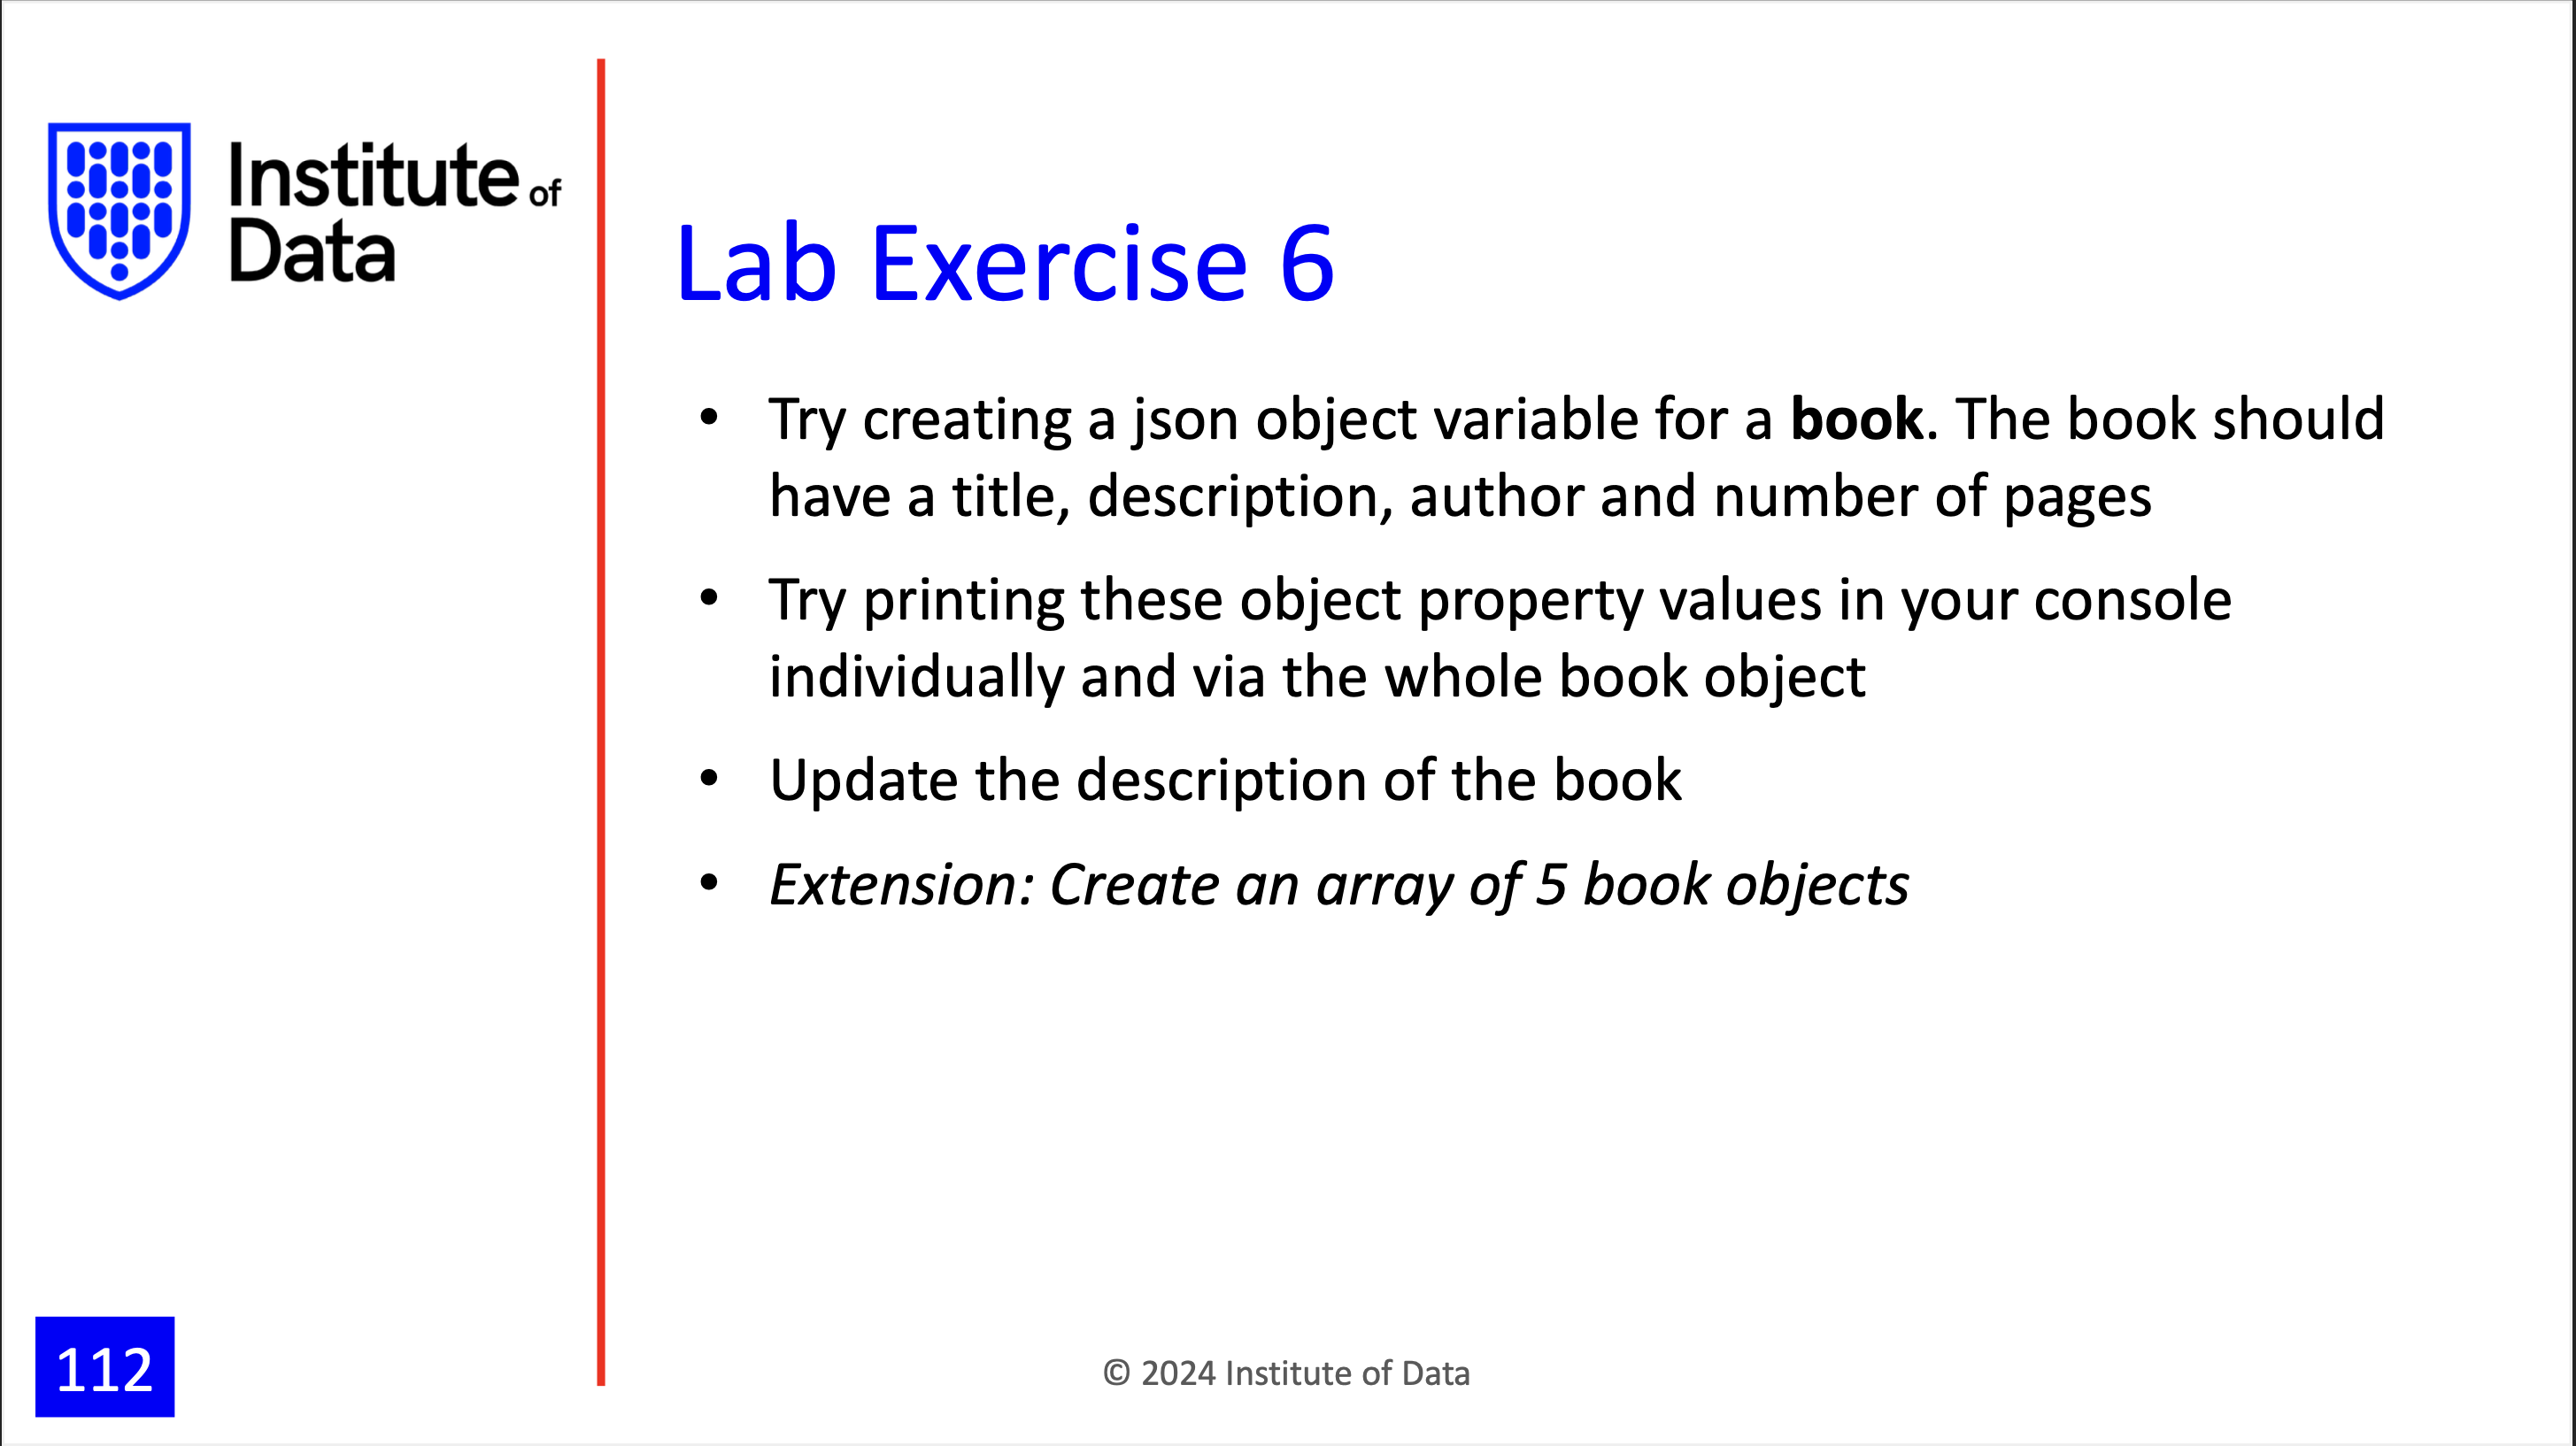 Institute of
Data
Lab Exercise 6
• Try creating a json object variable for a book. The book should
have a title, description, author and number of pages
• Try printing these object property values in your console
individually and via the whole book object
• Update the description of the book
• Extension: Create an array of 5 book objects
112
© 2024 Institute of Data